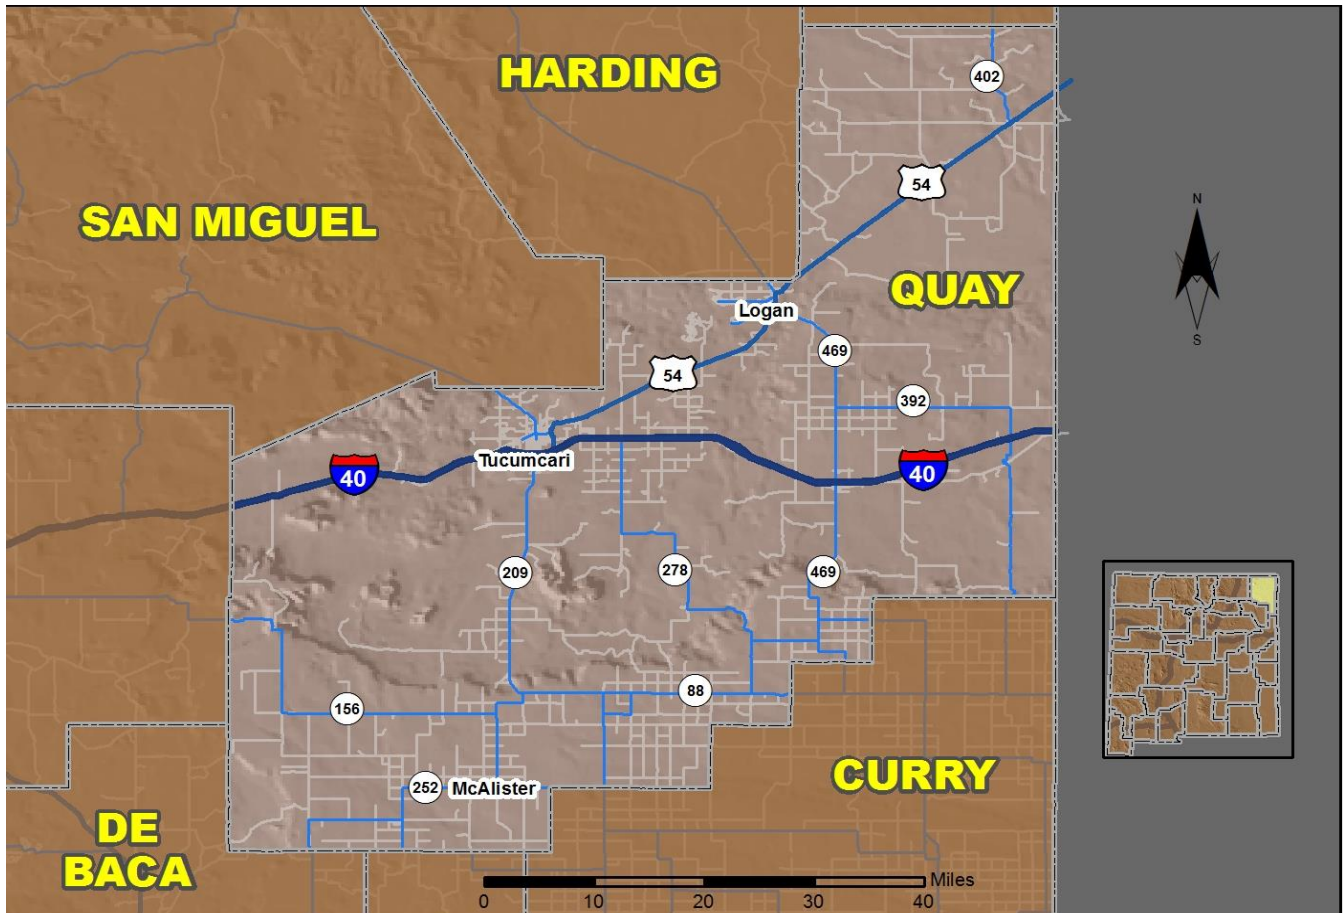 HARDING
402
54
SAN MIGUEL
N
QUAY
Logan
S
469
54
392
Tucumcari
40
40
209
278
469
88
156
252
McAlister
CURRY
DE
BACA
Miles
0
10
20
30
40